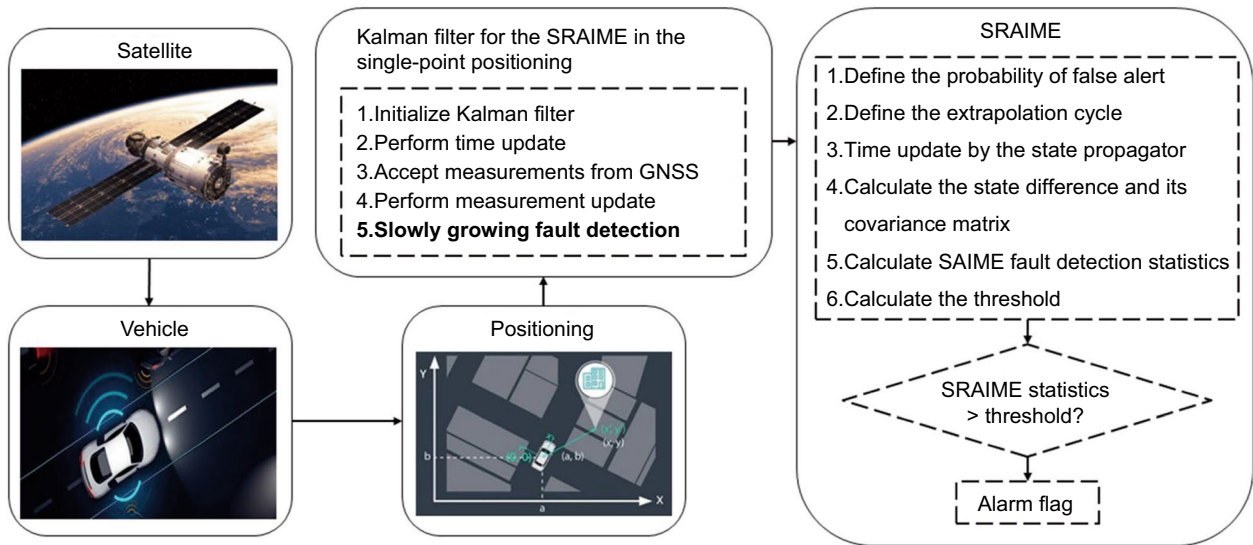 Satellite
Vehicle
Kalman filter for the SRAIME in the
single-point positioning
1.Initialize Kalman filter
2.Perform time update
3.Accept measurements from GNSS
4.Perform measurement update
5.Slowly growing fault detection
Positioning
Y
(x', y')
(x, y)
b
(0, 0)
(a, b)
a
X
SRAIME
1.Define the probability of false alert
2.Define the extrapolation cycle
3.Time update by the state propagator
4.Calculate the state difference and its
covariance matrix
5.Calculate SAIME fault detection statistics
6.Calculate the threshold
SRAIME statistics
> threshold?
Alarm flag